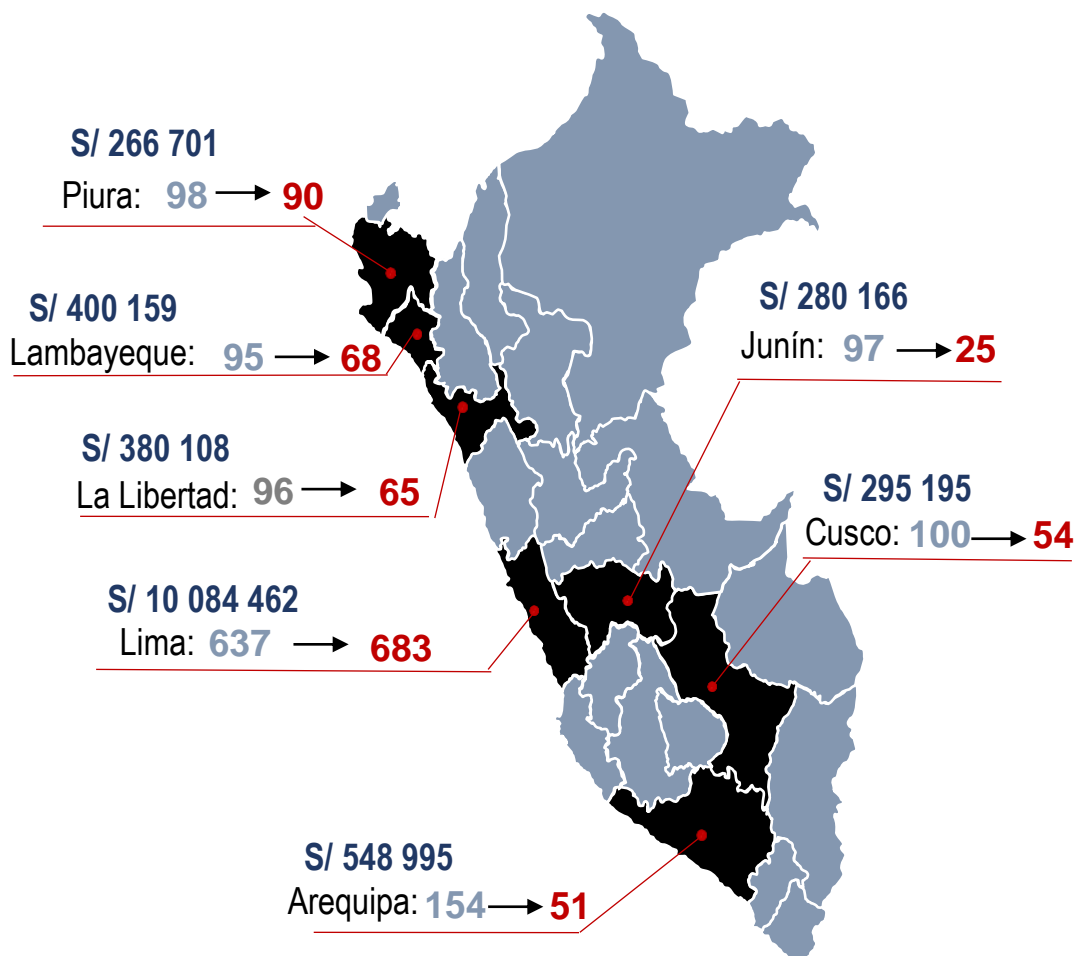 S/ 266 701
Piura: 98 → 90
S/ 400 159
Lambayeque: 95 → 68
S/ 380 108
La Libertad: 96 → 65
S/ 10 084 462
Lima: 637 → 683
S/ 548 995
Arequipa: 154 → 51
S/ 280 166
Junín: 97 → 25
S/ 295 195
Cusco: 100 → 54